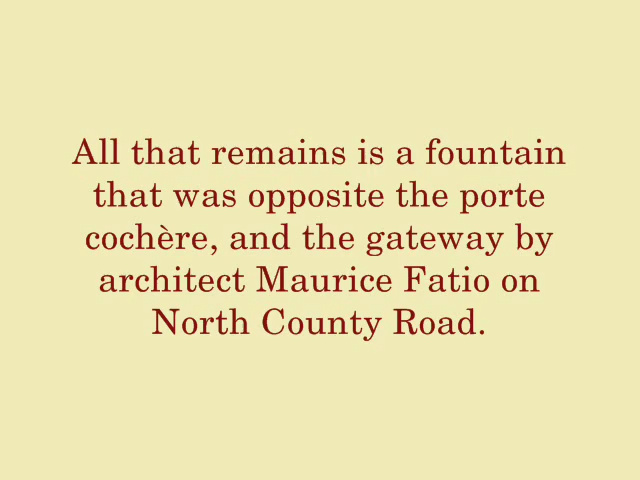 All that remains is a fountain
that was opposite the porte
cochère, and the gateway by
architect Maurice Fatio on
North County Road.